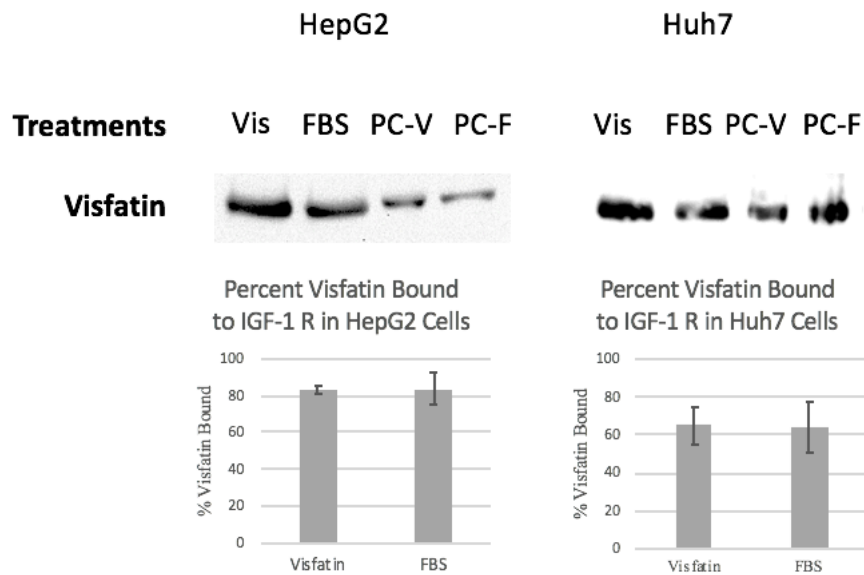 HepG2 Huh7
Treatments Vis FBS PC-V PC-F Vis FBS PC-V PC-F
Visfatin
Percent Visfatin Bound
to IGF-1 R in HepG2 Cells
% Visfatin Bound
100
80
60
40
20
0
Visfatin FBS
Percent Visfatin Bound
to IGF-1 R in Huh7 Cells
% Visfatin Bound
100
80
60
40
20
0
Visfatin FBS